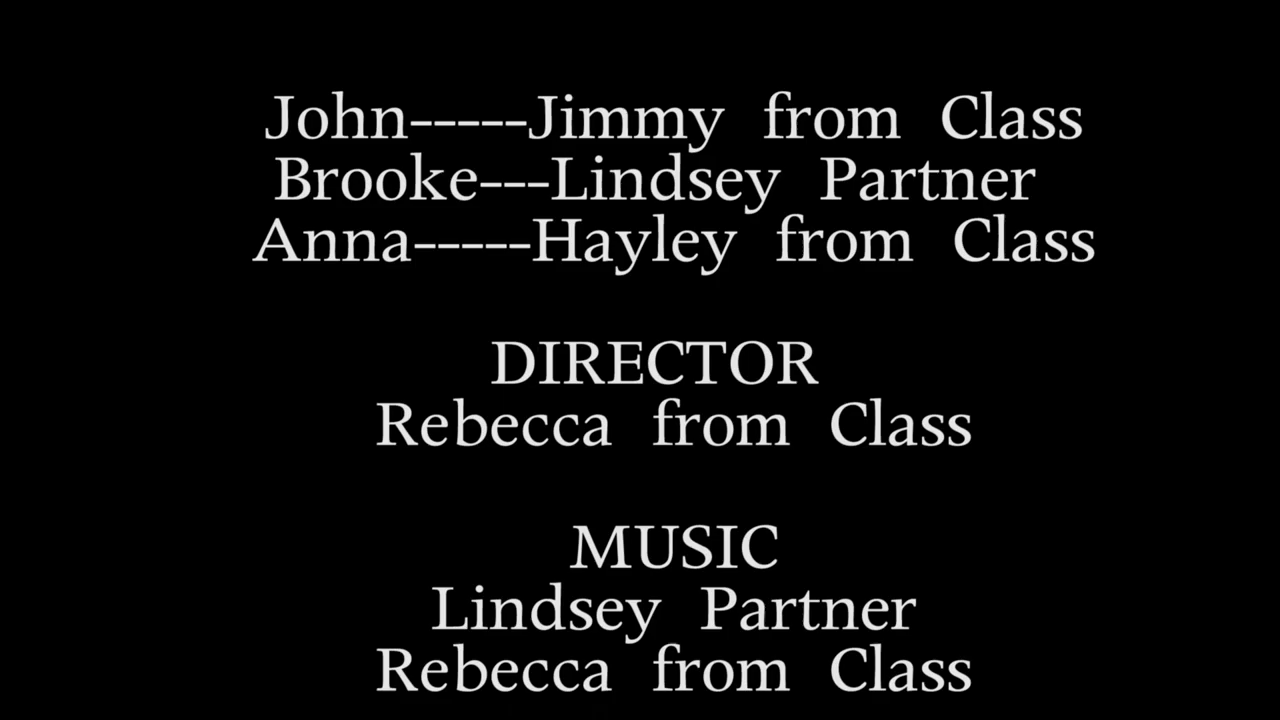 John-----Jimmy from Class
Brooke---Lindsey Partner
Anna-----Hayley from Class
DIRECTOR
Rebecca from Class
MUSIC
Lindsey Partner
Rebecca from Class